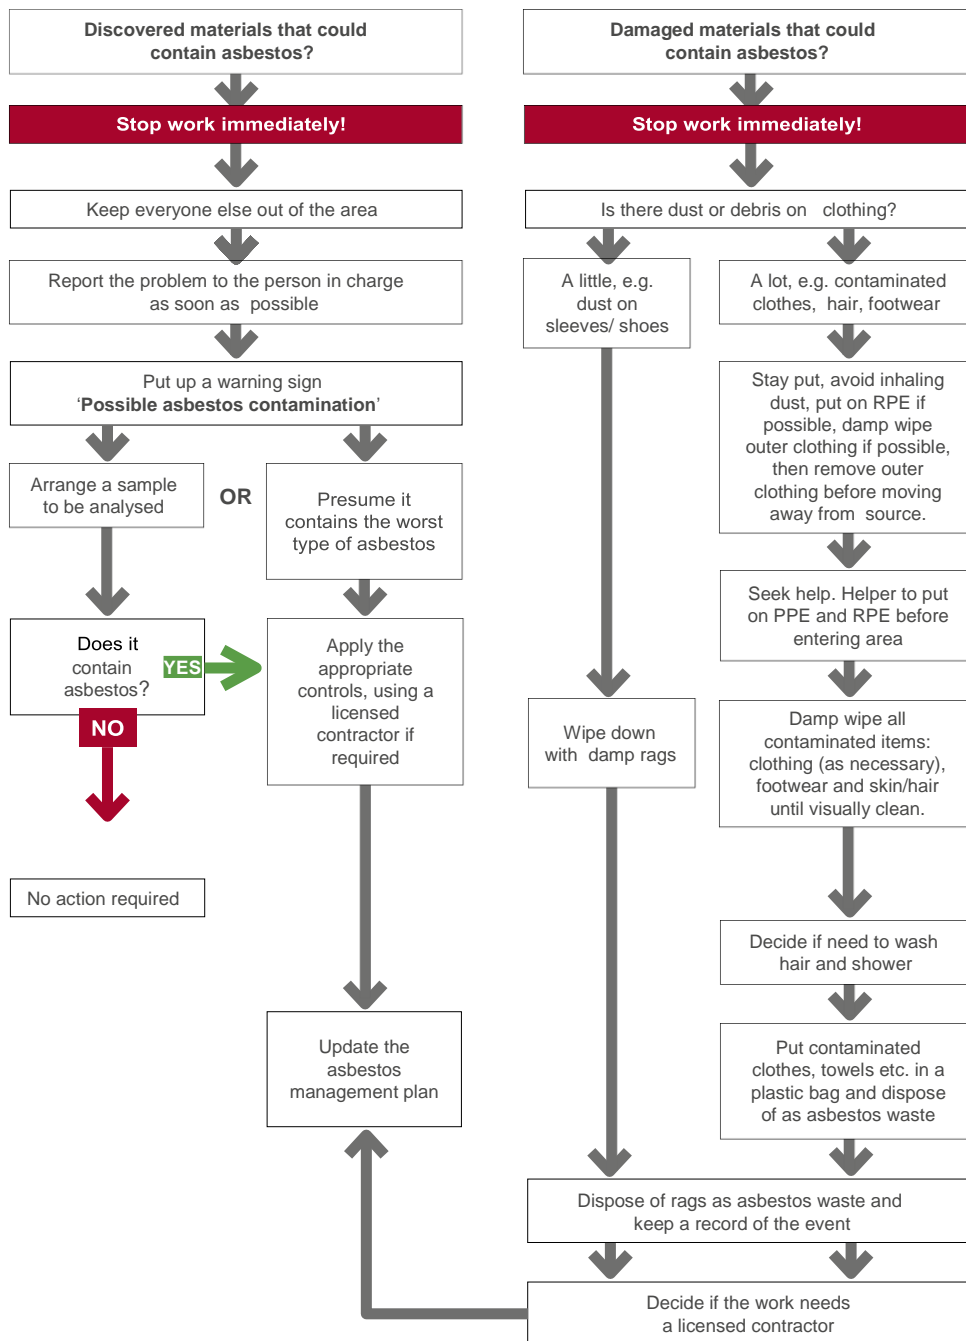 Discovered materials that could
contain asbestos?
Stop work immediately!
Keep everyone else out of the area
Report the problem to the person in charge
as soon as possible
Put up a warning sign
‘Possible asbestos contamination’
Arrange a sample
to be analysed
OR
Presume it
contains the worst
type of asbestos
Does it
contain
asbestos?
YES
NO
No action required
Apply the
appropriate
controls, using a
licensed
contractor if
required
Update the
asbestos
management plan
Damaged materials that could
contain asbestos?
Stop work immediately!
Is there dust or debris on clothing?
A little, e.g.
dust on
sleeves/ shoes
Wipe down
with damp rags
A lot, e.g. contaminated
clothes, hair, footwear
Stay put, avoid inhaling
dust, put on RPE if
possible, damp wipe
outer clothing if possible,
then remove outer
clothing before moving
away from source.
Seek help. Helper to put
on PPE and RPE before
entering area
Damp wipe all
contaminated items:
clothing (as necessary),
footwear and skin/hair
until visually clean.
Decide if need to wash
hair and shower
Put contaminated
clothes, towels etc. in a
plastic bag and dispose
of as asbestos waste
Dispose of rags as asbestos waste and
keep a record of the event
Decide if the work needs
a licensed contractor